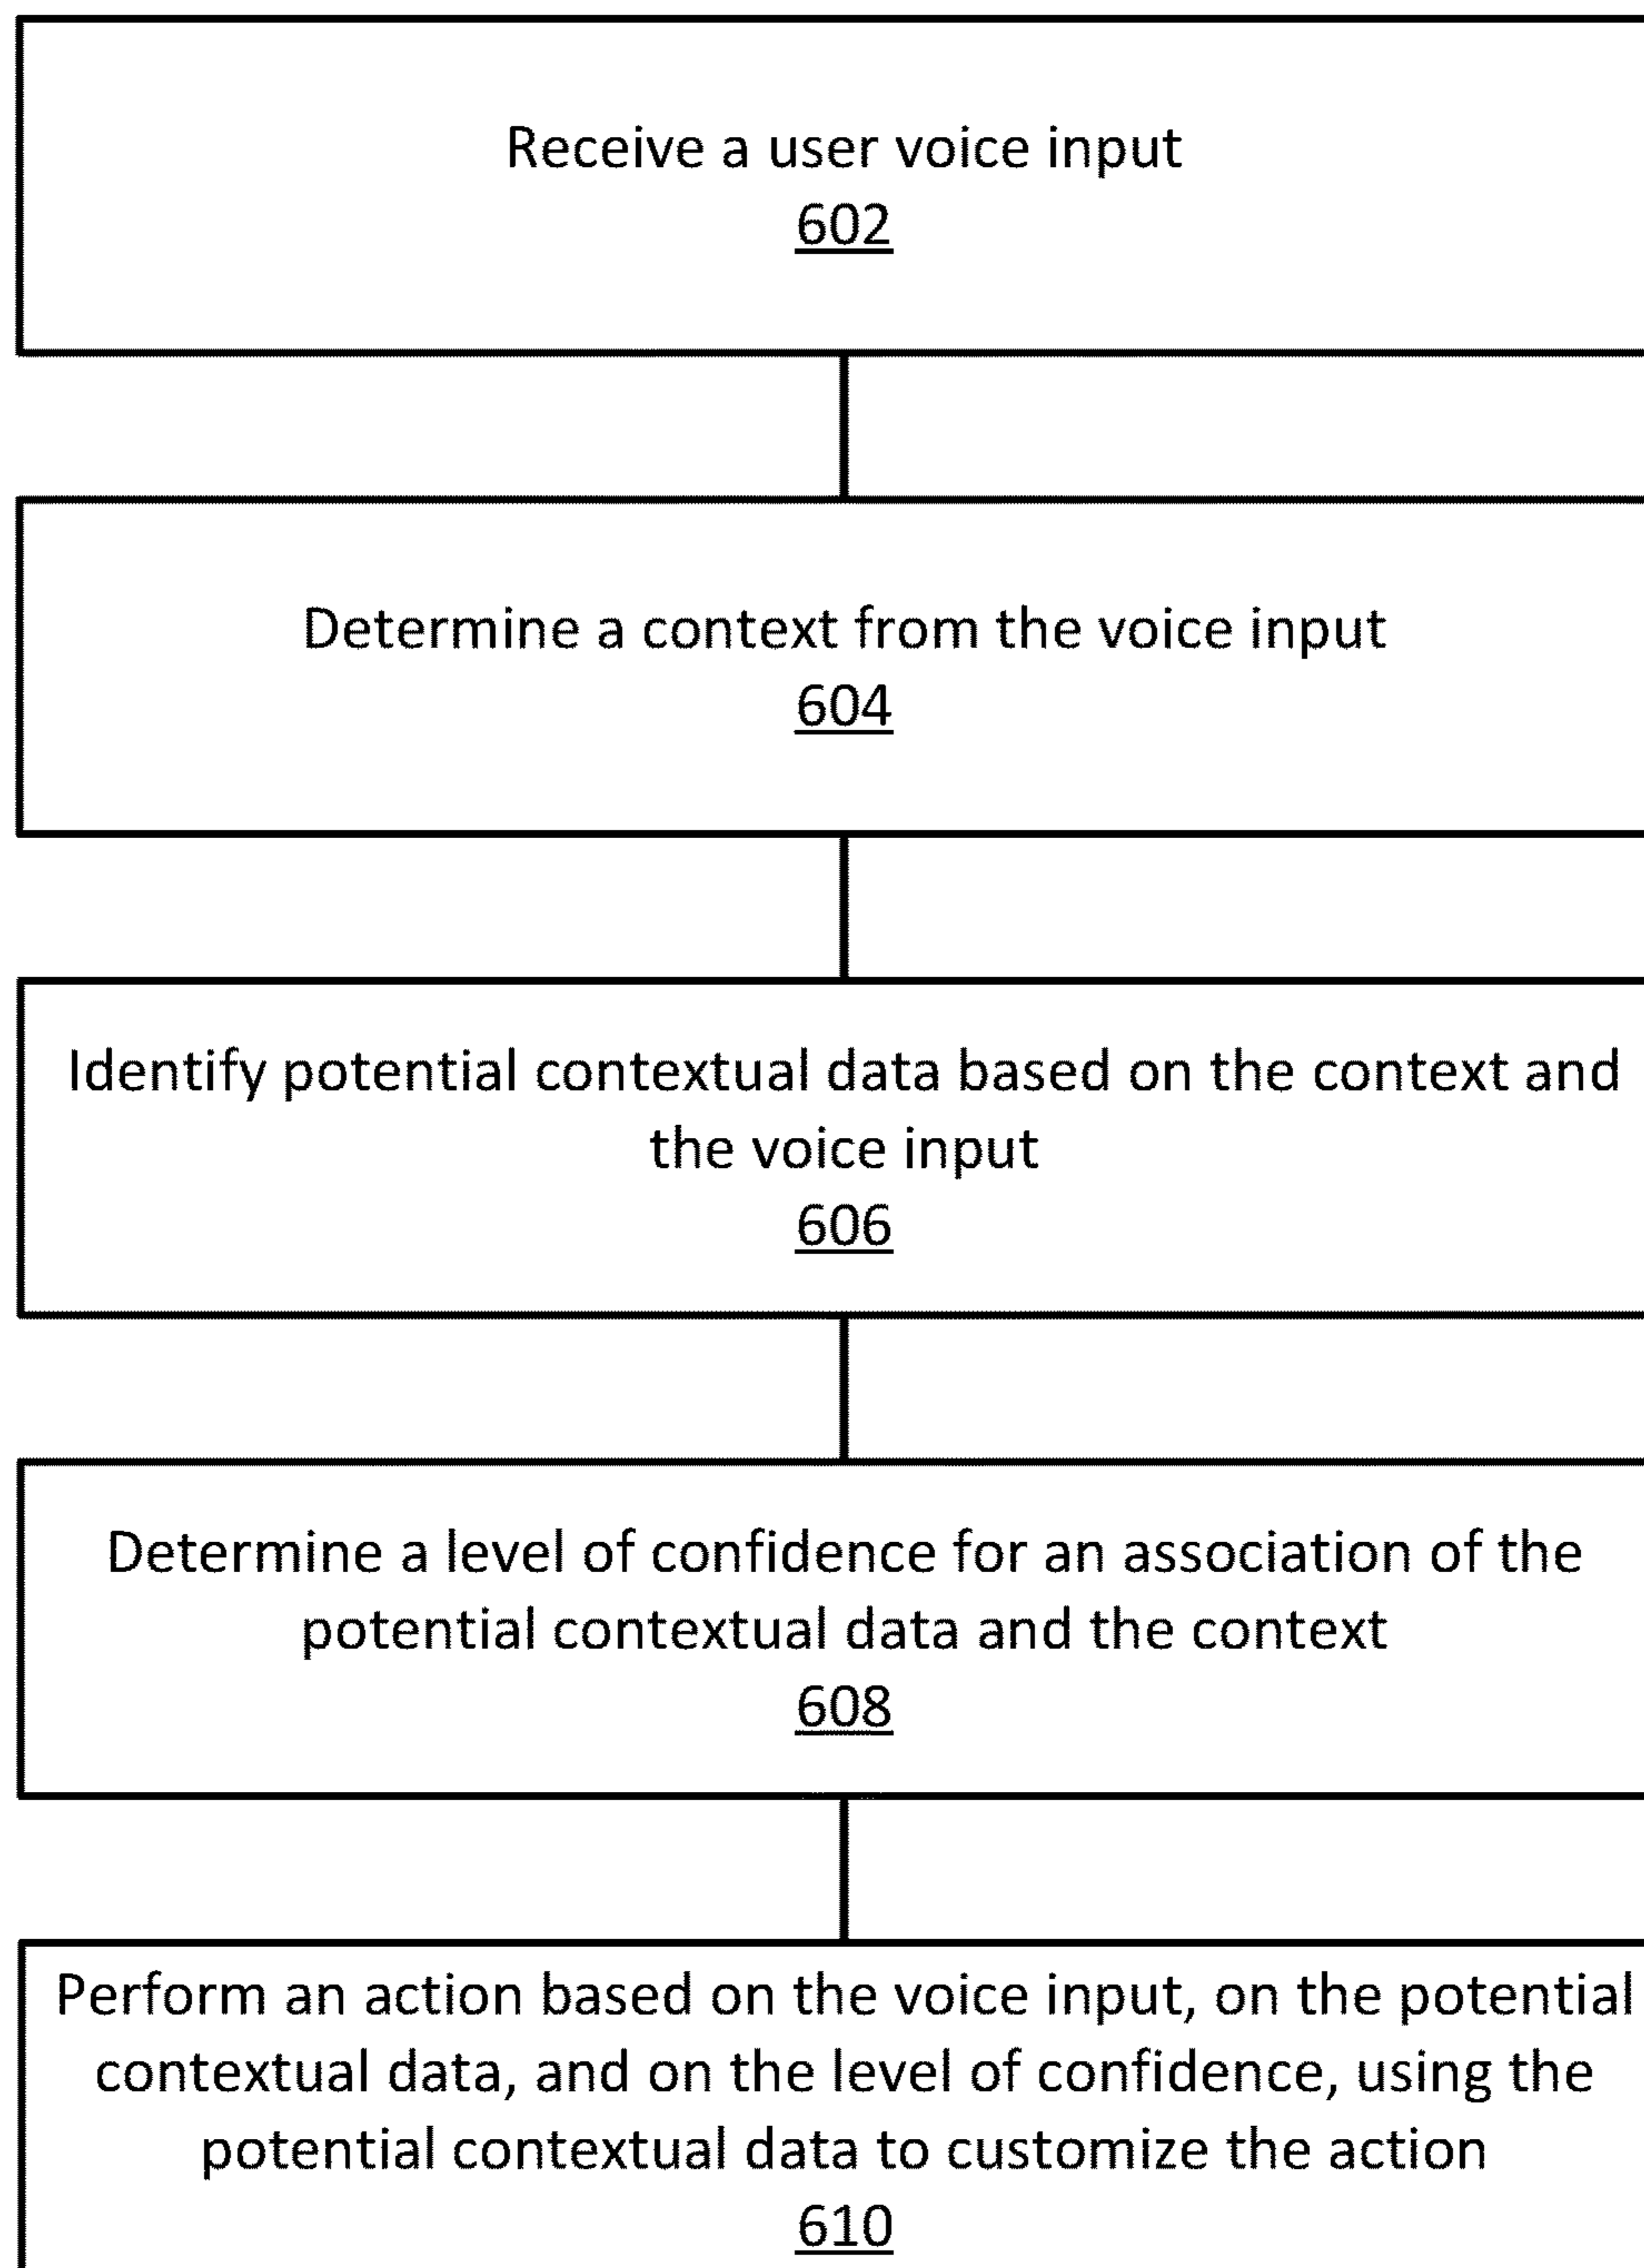 Receive a user voice input
602
Determine a context from the voice input
604
Identify potential contextual data based on the context and
the voice input
606
Determine a level of confidence for an association of the
potential contextual data and the context
608
Perform an action based on the voice input, on the potential
contextual data, and on the level of confidence, using the
potential contextual data to customize the action
610